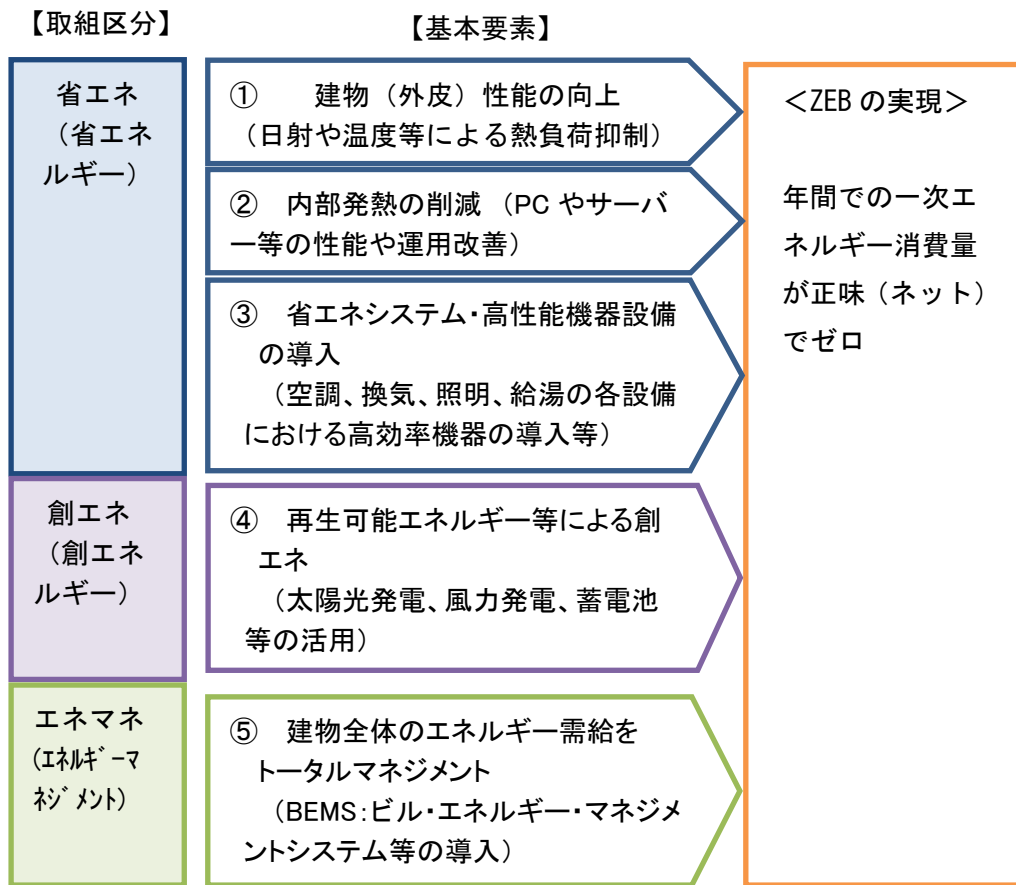 【取組区分】
【基本要素】
省エネ
（省エネ
ルギー）
① 建物（外皮）性能の向上
（日射や温度等による熱負荷抑制）
② 内部発熱の削減 （PC やサーバ
ー等の性能や運用改善）
③ 省エネシステム・高性能機器設備
の導入
（空調、換気、照明、給湯の各設備
における高効率機器の導入等）
創エネ
（創エネ
ルギー）
④ 再生可能エネルギー等による創
エネ
（太陽光発電、風力発電、蓄電池
等の活用）
エネマネ
(ｴﾈﾙｷﾞｰﾏ
ﾈｼﾞﾒﾝﾄ)
⑤ 建物全体のエネルギー需給を
トータルマネジメント
（BEMS：ビル・エネルギー・マネジメ
ントシステム等の導入）
＜ZEB の実現＞
年間での一次エ
ネルギー消費量
が正味（ネット）
でゼロ